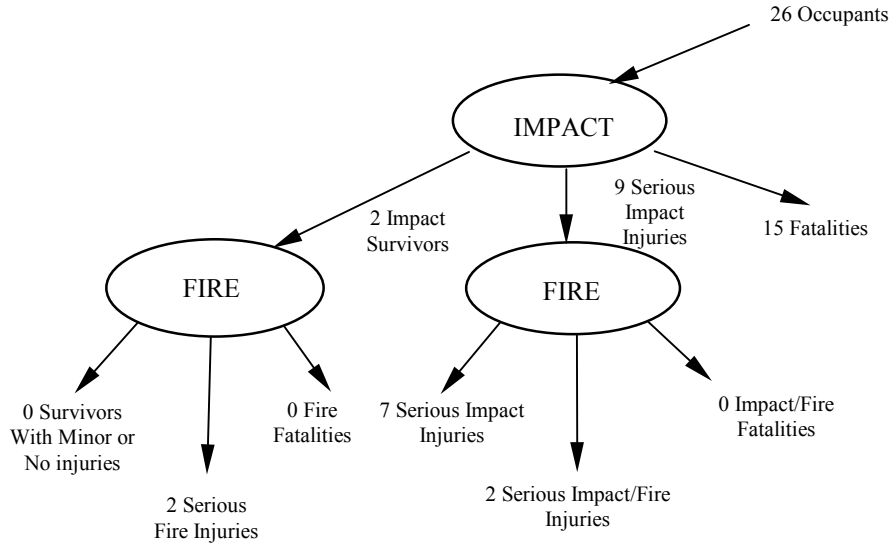 26 Occupants
IMPACT
2 Impact
Survivors
9 Serious
Impact
Injuries
15 Fatalities
FIRE
FIRE
0 Survivors
With Minor or
No injuries
0 Fire
Fatalities
7 Serious Impact
Injuries
0 Impact/Fire
Fatalities
2 Serious
Fire Injuries
2 Serious Impact/Fire
Injuries